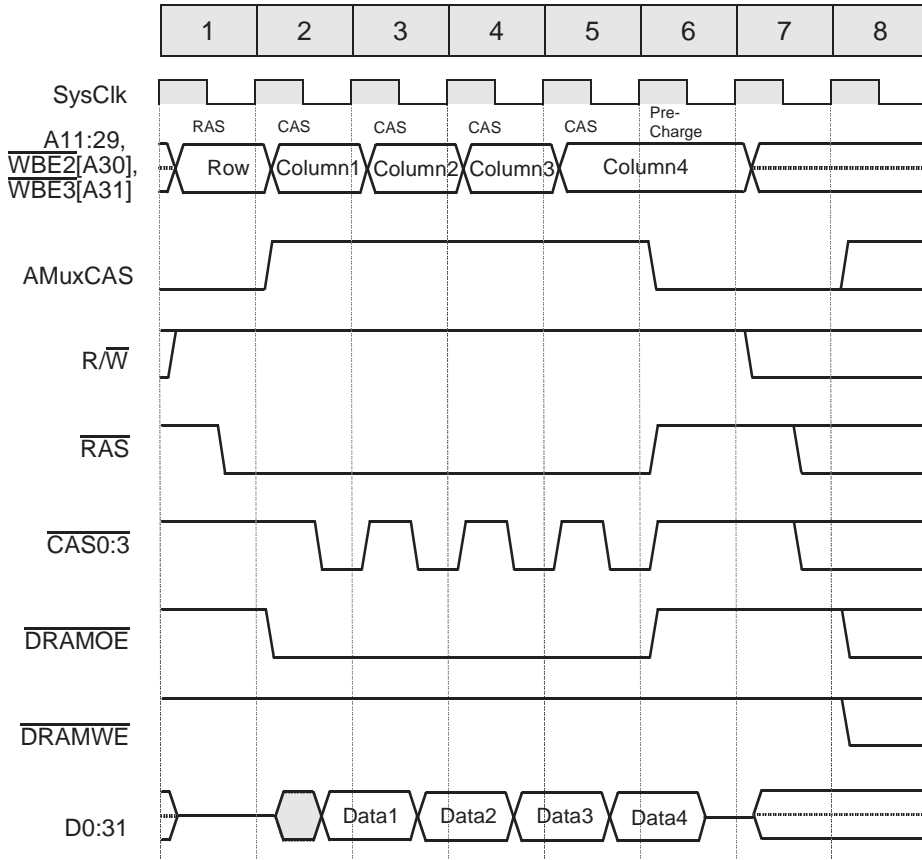 1 2 3 4 5 6 7 8
SysClk
RAS CAS CAS CAS CAS Pre-
Charge
A11:29,
WBE2[A30],
WBE3[A31]
Row Column1 Column2 Column3 Column4
AMuxCAS
R/W
RAS
CAS0:3
DRAMOE
DRAMWE
D0:31
Data1 Data2 Data3 Data4